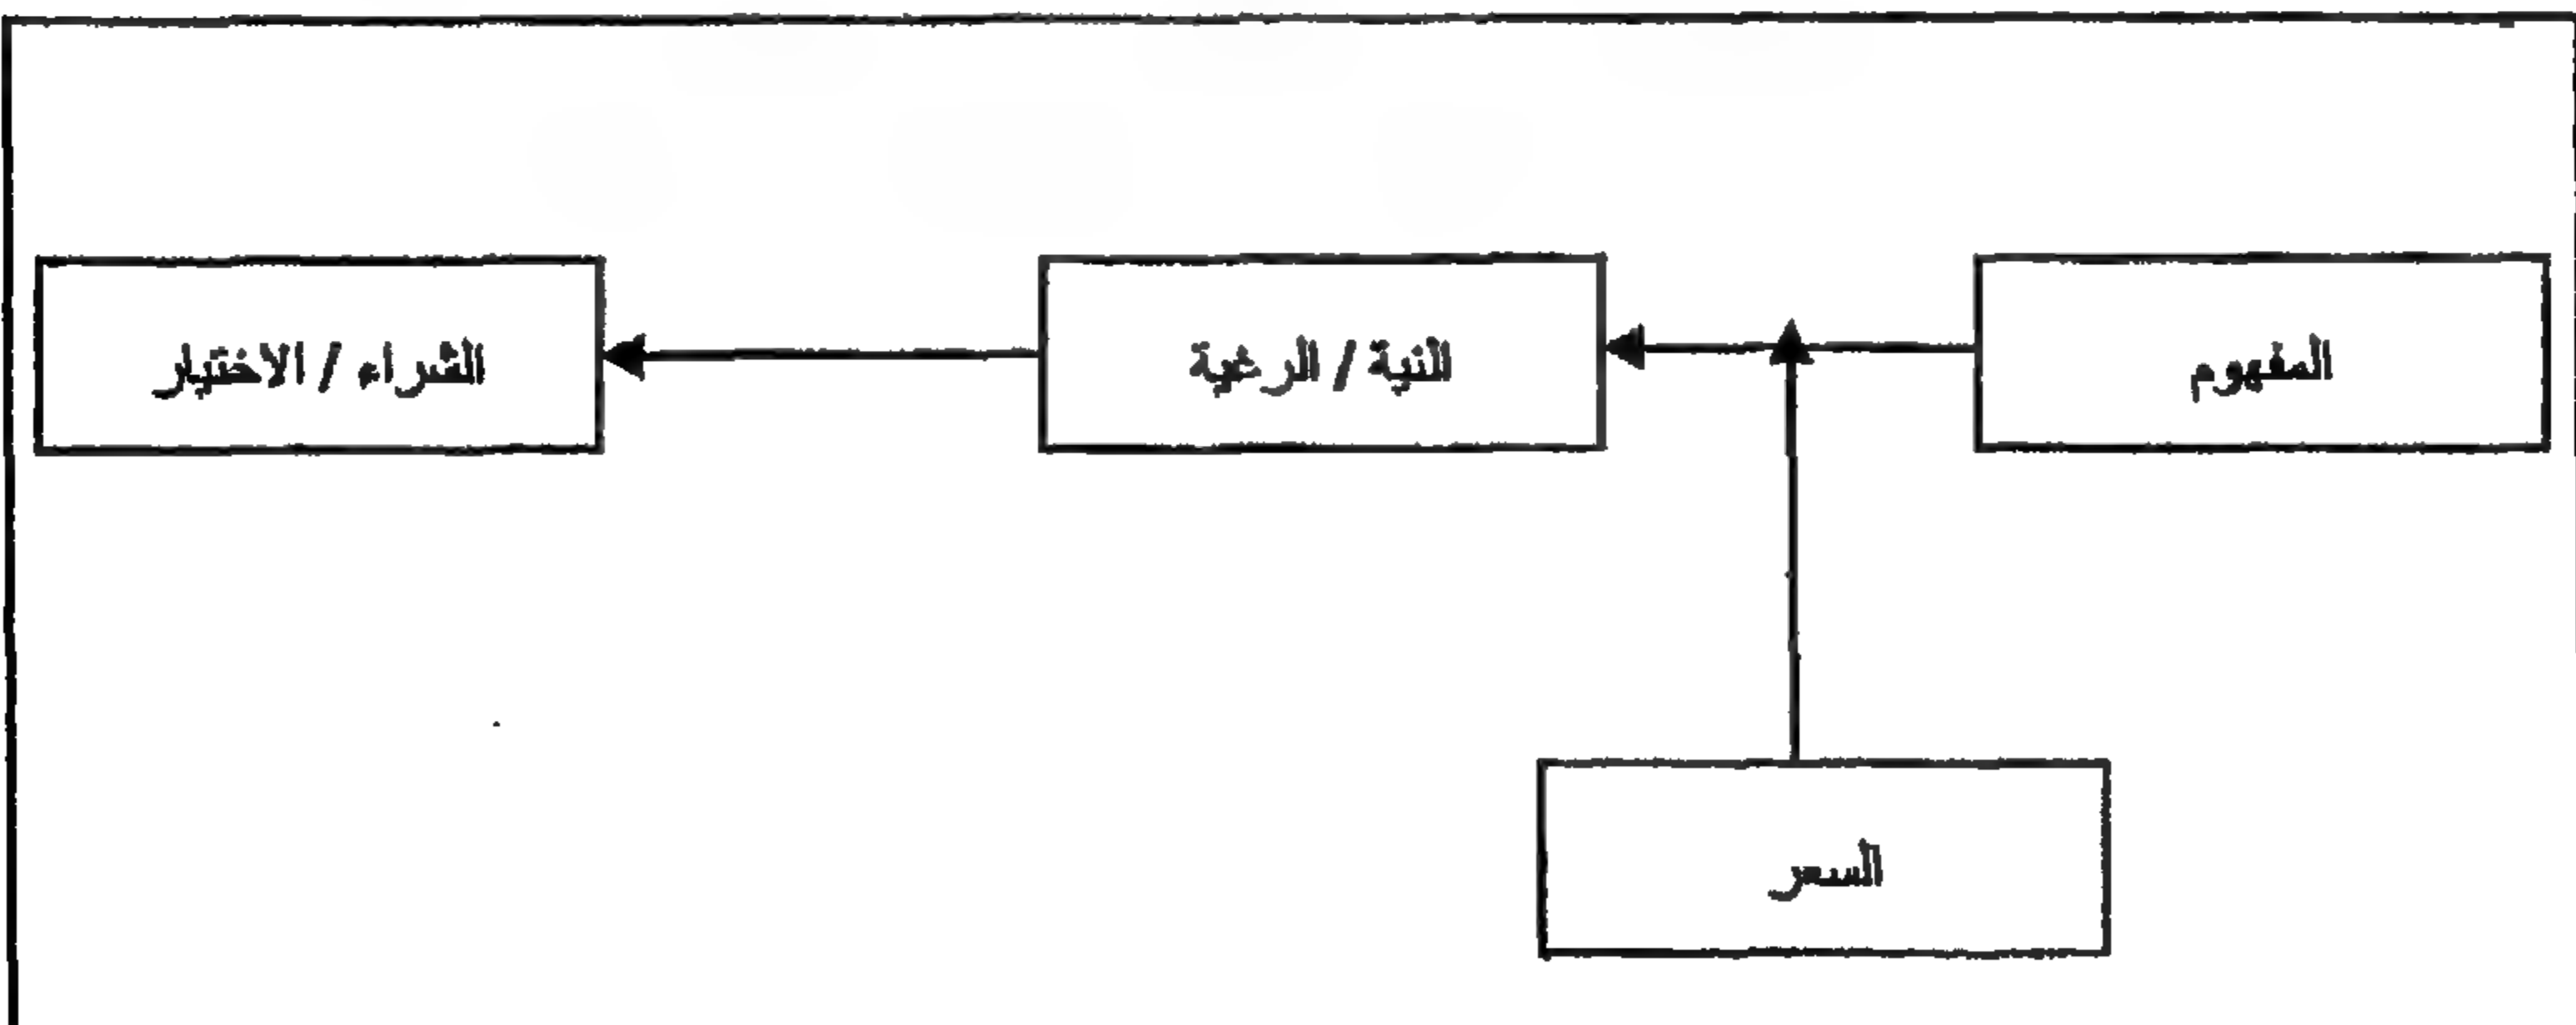 المفهوم
النية / الرغبة
الشراء / الاختيار
السعر